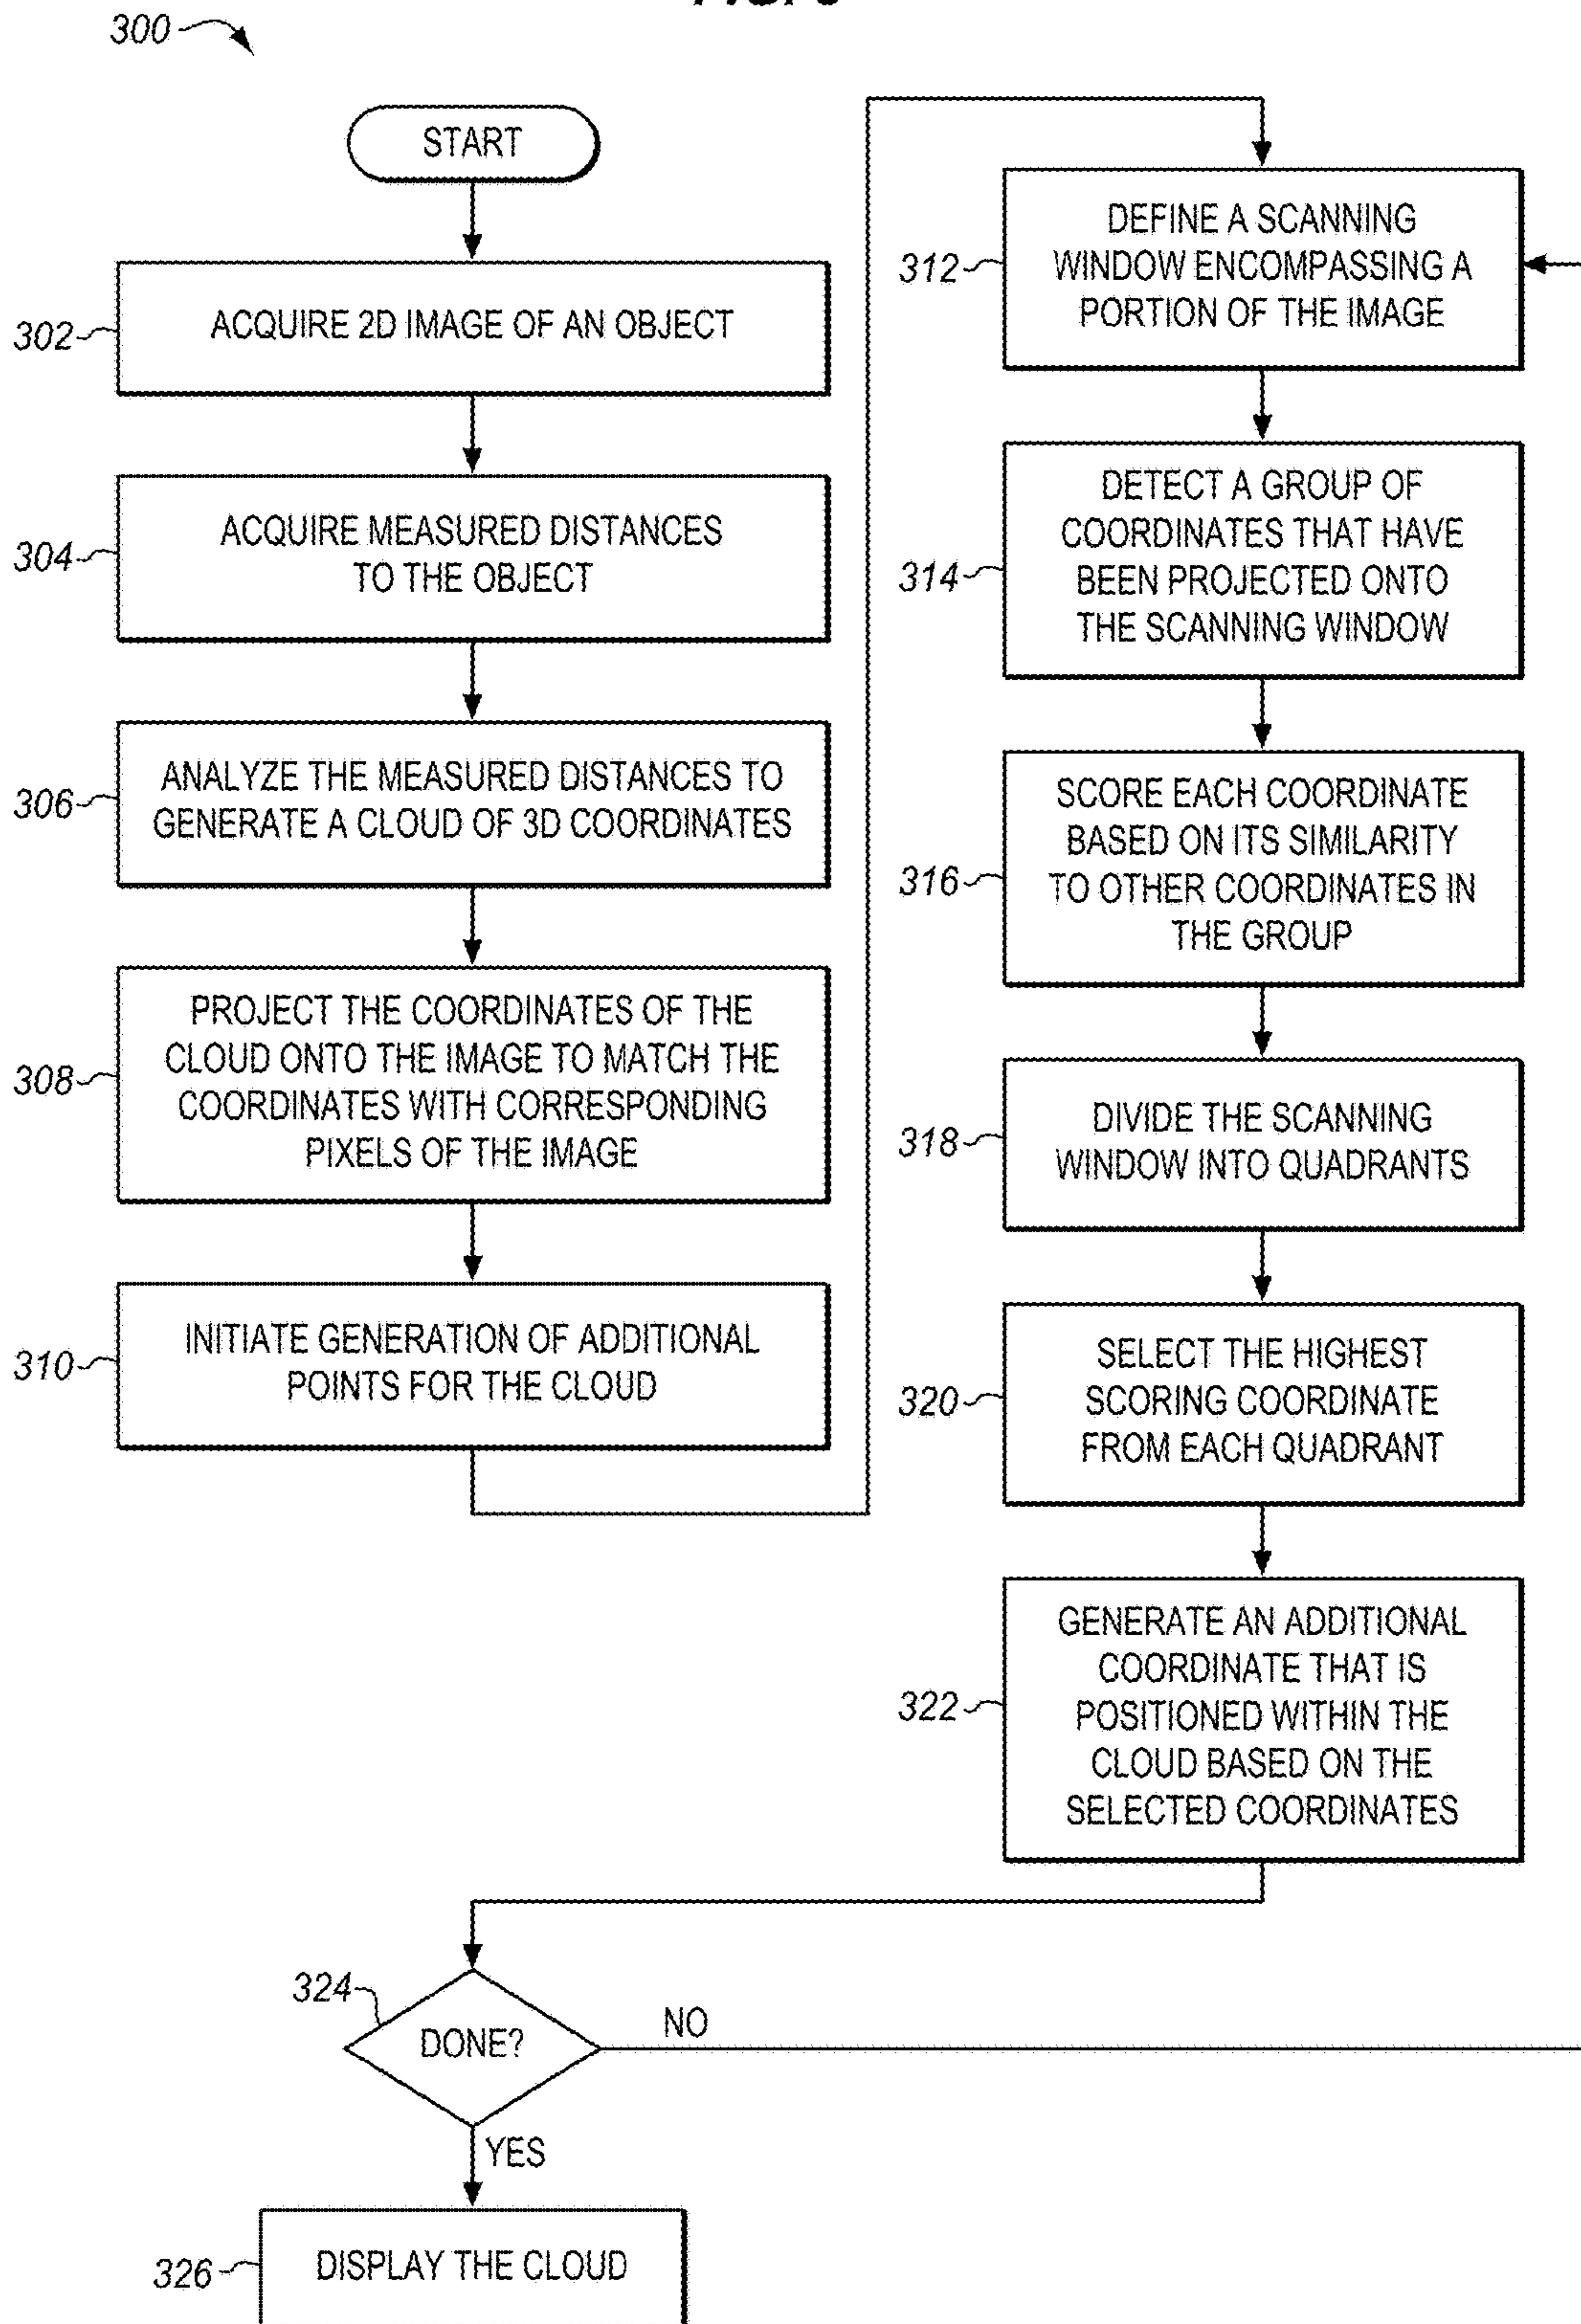 300
START
302
ACQUIRE 2D IMAGE OF AN OBJECT
304
ACQUIRE MEASURED DISTANCES
TO THE OBJECT
306
ANALYZE THE MEASURED DISTANCES TO
GENERATE A CLOUD OF 3D COORDINATES
308
PROJECT THE COORDINATES OF THE
CLOUD ONTO THE IMAGE TO MATCH THE
COORDINATES WITH CORRESPONDING
PIXELS OF THE IMAGE
310
INITIATE GENERATION OF ADDITIONAL
POINTS FOR THE CLOUD
312
DEFINE A SCANNING
WINDOW ENCOMPASSING A
PORTION OF THE IMAGE
314
DETECT A GROUP OF
COORDINATES THAT HAVE
BEEN PROJECTED ONTO
THE SCANNING WINDOW
316
SCORE EACH COORDINATE
BASED ON ITS SIMILARITY
TO OTHER COORDINATES IN
THE GROUP
318
DIVIDE THE SCANNING
WINDOW INTO QUADRANTS
320
SELECT THE HIGHEST
SCORING COORDINATE
FROM EACH QUADRANT
322
GENERATE AN ADDITIONAL
COORDINATE THAT IS
POSITIONED WITHIN THE
CLOUD BASED ON THE
SELECTED COORDINATES
324
DONE?
NO
YES
326
DISPLAY THE CLOUD